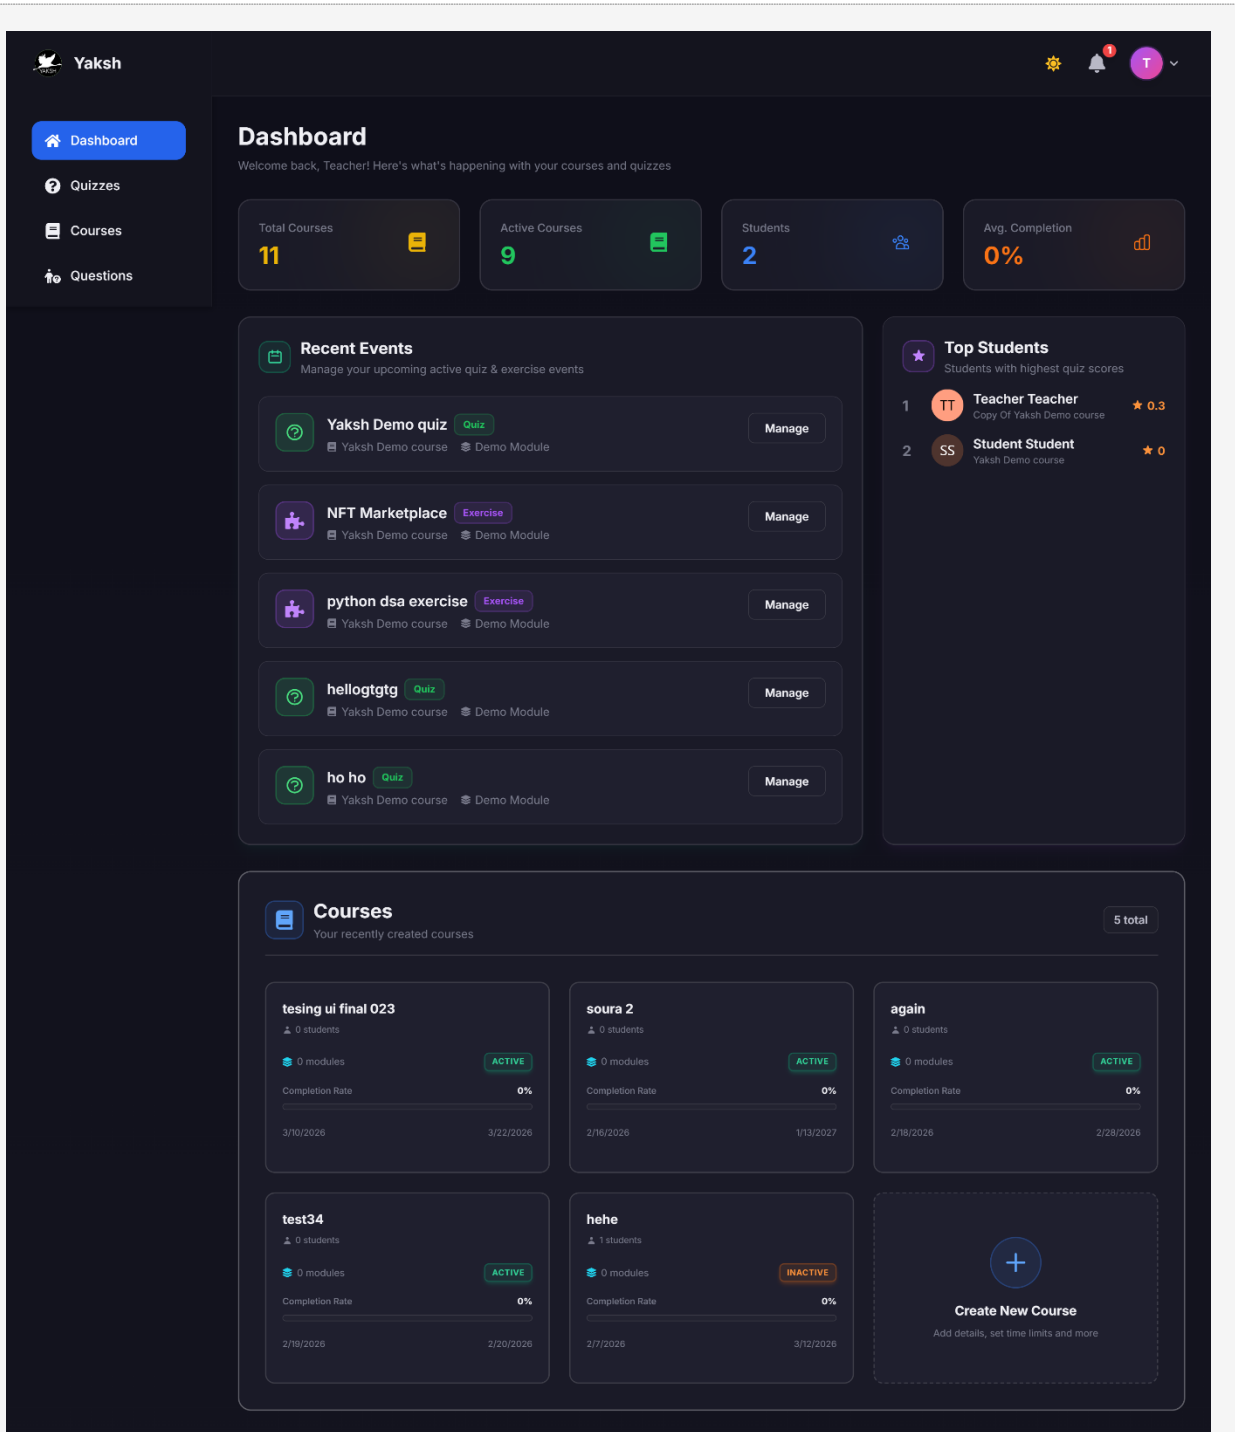 Yaksh
YAKSH
1
T
Dashboard
Quizzes
Courses
Questions
Dashboard
Welcome back, Teacher! Here's what's happening with your courses and quizzes
Total Courses
11
Active Courses
9
Students
2
Avg. Completion
0%
Recent Events
Manage your upcoming active quiz & exercise events
Yaksh Demo quiz Quiz
Yaksh Demo course Demo Module
Manage
NFT Marketplace Exercise
Yaksh Demo course Demo Module
Manage
python dsa exercise Exercise
Yaksh Demo course Demo Module
Manage
hellogtgtg Quiz
Yaksh Demo course Demo Module
Manage
ho ho Quiz
Yaksh Demo course Demo Module
Manage
Top Students
Students with highest quiz scores
1 TT Teacher Teacher 0.3
Copy Of Yaksh Demo course
2 SS Student Student 0
Yaksh Demo course
Courses
Your recently created courses
5 total
tesing ui final 023
0 students
0 modules ACTIVE
Completion Rate 0%
3/10/2026 3/22/2026
soura 2
0 students
0 modules ACTIVE
Completion Rate 0%
2/16/2026 1/13/2027
again
0 students
0 modules ACTIVE
Completion Rate 0%
2/18/2026 2/28/2026
test34
0 students
0 modules ACTIVE
Completion Rate 0%
2/19/2026 2/20/2026
hehe
1 students
0 modules INACTIVE
Completion Rate 0%
2/7/2026 3/12/2026
Create New Course
Add details, set time limits and more